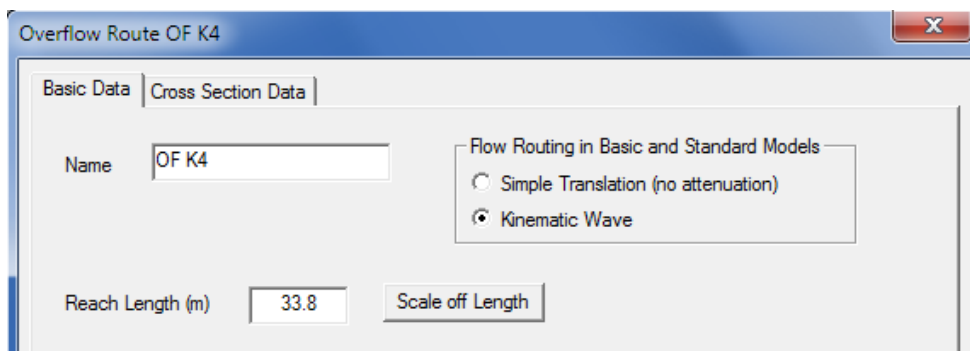 Overflow Route OF K4
Basic Data
Cross Section Data
Name
OF K4
Flow Routing in Basic and Standard Models
Simple Translation (no attenuation)
Kinematic Wave
Reach Length (m)
33.8
Scale off Length